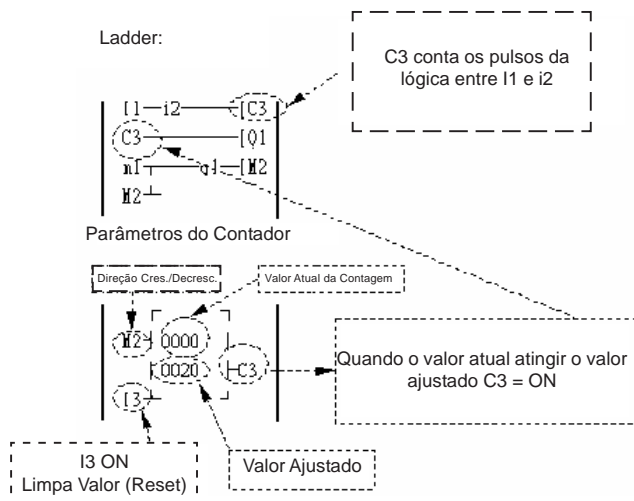 Ladder:
C3 conta os pulsos da
lógica entre I1 e i2
I1—i2—[C3
C3—[Q1
m1—q1—[M2
M2
Parâmetros do Contador
Direção Cres./Decresc.
Valor Atual da Contagem
M2
0000
0020
C3
I3
Quando o valor atual atingir o valor
ajustado C3 = ON
I3 ON
Limpa Valor (Reset)
Valor Ajustado